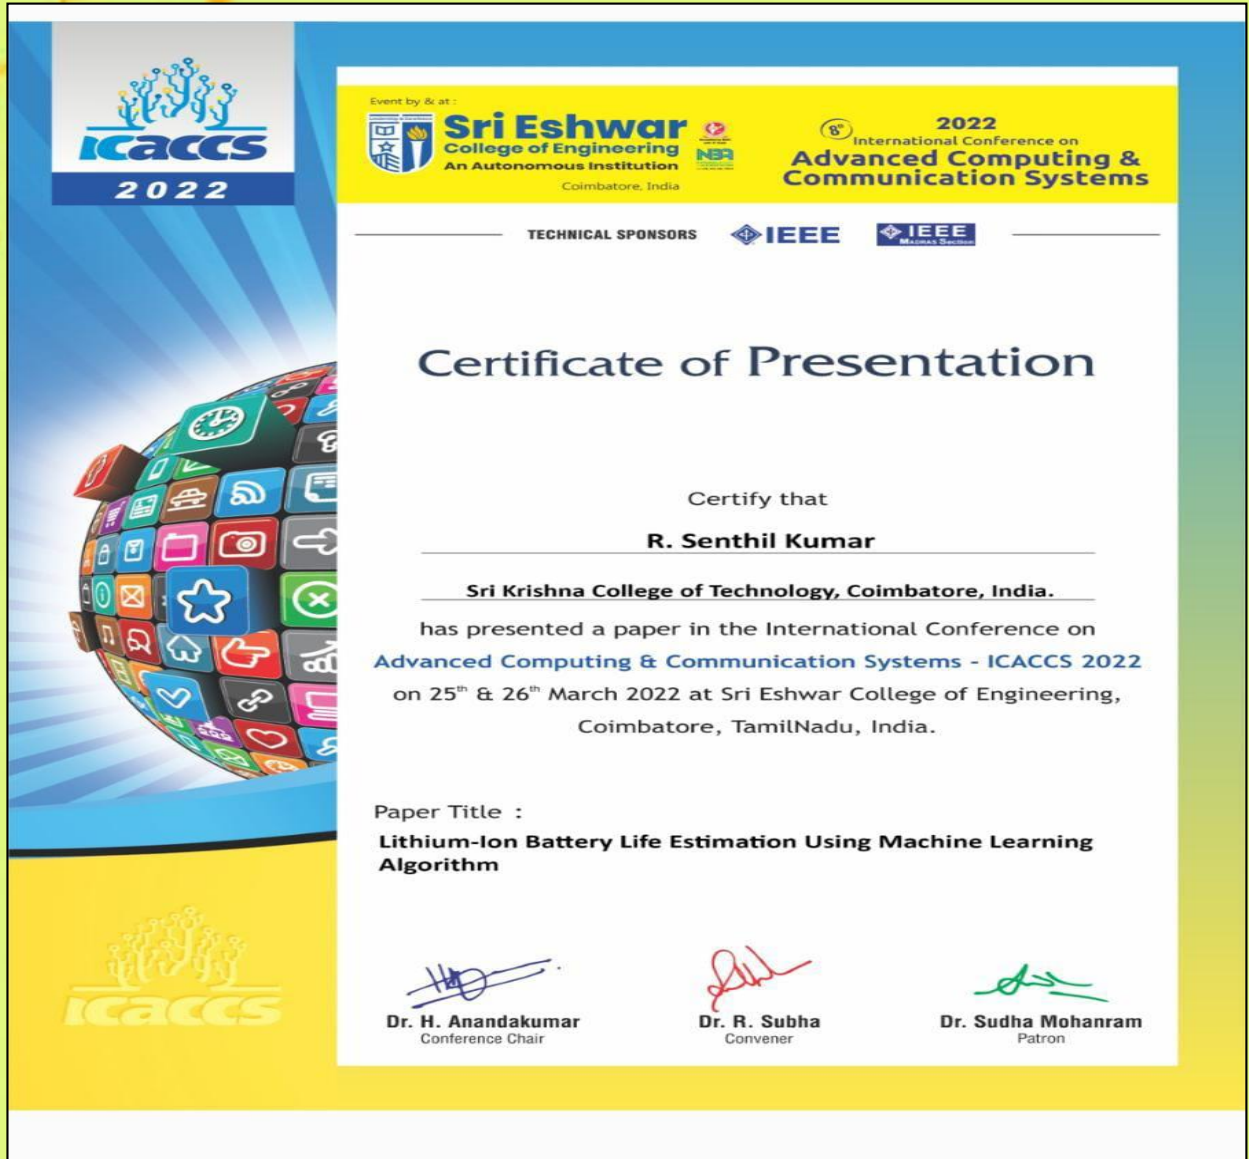 icaccs
2022
Event by & at :
Sri Eshwar
College of Engineering
An Autonomous Institution
Coimbatore, India
NBA
8th
2022
International Conference on
Advanced Computing &
Communication Systems
TECHNICAL SPONSORS
IEEE
IEEE
MADRAS Section
Certificate of Presentation
Certify that
R. Senthil Kumar
Sri Krishna College of Technology, Coimbatore, India.
has presented a paper in the International Conference on
Advanced Computing & Communication Systems - ICACCS 2022
on 25th & 26th March 2022 at Sri Eshwar College of Engineering,
Coimbatore, TamilNadu, India.
Paper Title :
Lithium-Ion Battery Life Estimation Using Machine Learning
Algorithm
icaccs
Dr. H. Anandakumar
Conference Chair
Dr. R. Subha
Convener
Dr. Sudha Mohanram
Patron